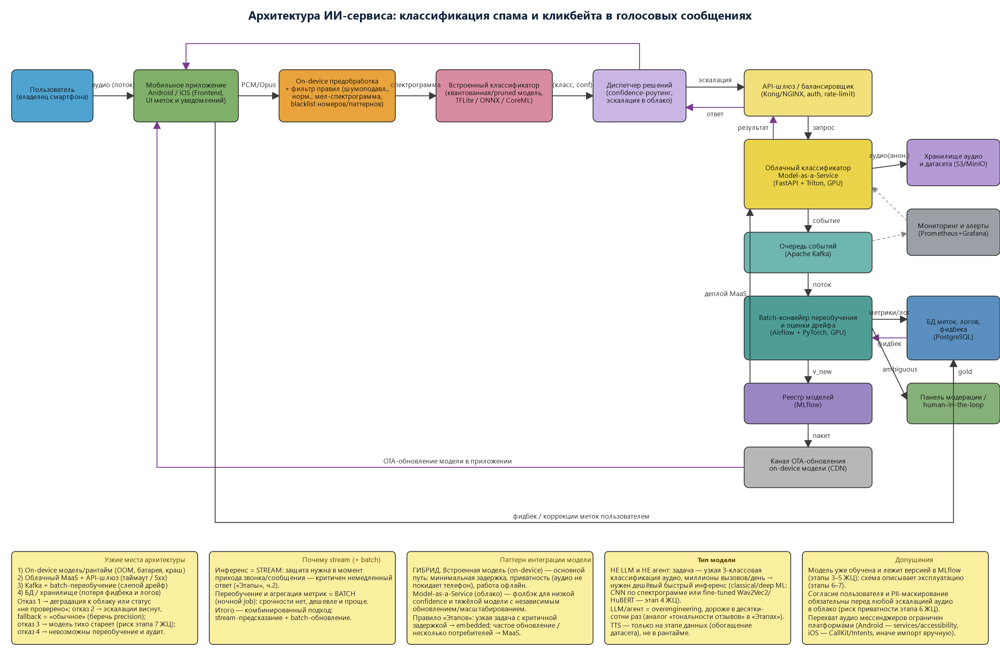 Архитектура ИИ-сервиса: классификация спама и кликбейта в голосовых сообщениях
Пользователь
(владелец смартфона)
аудио (поток)
Мобильное приложение
Android / iOS (Frontend,
UI меток и уведомлений)
PCM/Opus
On-device предобработка
+ фильтр правил (шумоподавл.,
норм., мел-спектрограмма,
blacklist номеров/паттернов)
спектрограмма
Встроенный классификатор
(квантованная/pruned модель,
TFLite / ONNX / CoreML)
(класс, conf)
Диспетчер решений
(confidence-роутинг,
эскалация в облако)
эскалация
ответ
API-шлюз / балансировщик
(Kong/NGINX, auth, rate-limit)
результат
запрос
Облачный классификатор
Model-as-a-Service
(FastAPI + Triton, GPU)
аудио(анон.)
Хранилище аудио
и датасета (S3/MinIO)
событие
Мониторинг и алерты
(Prometheus+Grafana)
Очередь событий
(Apache Kafka)
поток
деплой MaaS
Batch-конвейер переобучения
и оценки дрейфа
(Airflow + PyTorch, GPU)
метрики/лог
фидбек
БД меток, логов,
фидбека
(PostgreSQL)
v_new
ambiguous
gold
Реестр моделей
(MLflow)
Панель модерации /
human-in-the-loop
пакет
Канал OTA-обновления
on-device модели (CDN)
OTA-обновление модели в приложении
фидбек / коррекции меток пользователем
Узкие места архитектуры
1) On-device модель/рантайм (OOM, батарея, краш)
2) Облачный MaaS + API-шлюз (таймаут / 5xx)
3) Kafka + batch-переобучение (слепой дрейф)
4) БД / хранилище (потеря фидбека и логов)
Отказ 1 → деградация к облаку или статус
«не проверено»; отказ 2 → эскалации виснут,
fallback = «обычное» (беречь precision);
отказ 3 → модель тихо стареет (риск этапа 7 ЖЦ);
отказ 4 → невозможны переобучение и аудит.
Почему stream (+ batch)
Инференс = STREAM: защита нужна в момент
прихода звонка/сообщения — критичен немедленный
ответ («Этапы», ч.2).
Переобучение и агрегация метрик = BATCH
(ночной job): срочности нет, дешевле и проще.
Итого — комбинированный подход:
stream-предсказание + batch-обновление.
Паттерн интеграции модели
ГИБРИД. Встроенная модель (on-device) — основной
путь: минимальная задержка, приватность (аудио не
покидает телефон), работа офлайн.
Model-as-a-Service (облако) — фолбэк для низкой
confidence и тяжёлой модели с независимым
обновлением/масштабированием.
Правило «Этапов»: узкая задача с критичной
задержкой → embedded; частое обновление /
несколько потребителей → MaaS.
Тип модели
НЕ LLM и НЕ агент: задача — узкая 3-классовая
классификация аудио, миллионы вызовов/день →
нужен дешёвый быстрый инференс (classical/deep ML:
CNN по спектрограмме или fine-tuned Wav2Vec2/
HuBERT — этап 4 ЖЦ).
LLM/агент = overengineering, дороже в десятки-
сотни раз (аналог «тональности отзывов» в «Этапах»).
TTS — только на этапе данных (обогащение
датасета), не в рантайме.
Допущения
Модель уже обучена и лежит версией в MLflow
(этапы 3–5 ЖЦ); схема описывает эксплуатацию
(этапы 6–7).
Согласие пользователя и PII-маскирование
обязательны перед любой эскалацией аудио
в облако (риск приватности этапа 6 ЖЦ).
Перехват аудио мессенджеров ограничен
платформами (Android — services/accessibility,
iOS — CallKit/Intents, иначе импорт вручную).